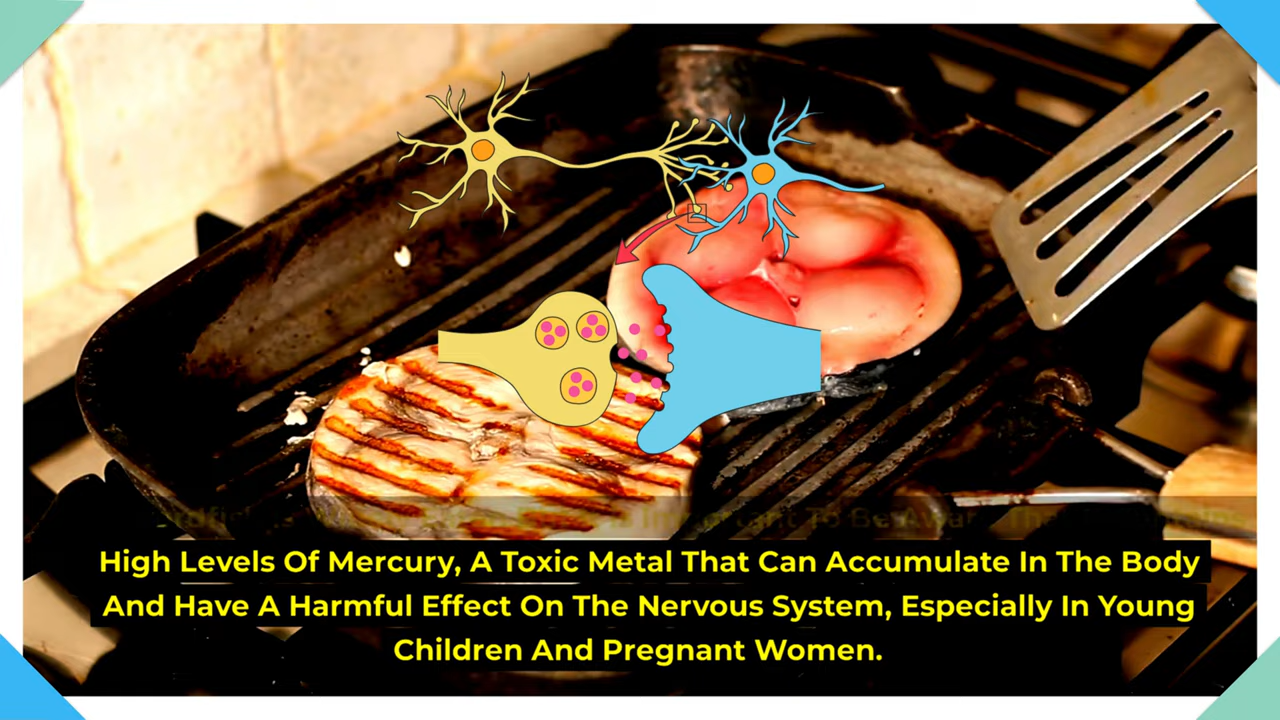 High Levels Of Mercury, A Toxic Metal That Can Accumulate In The Body
And Have A Harmful Effect On The Nervous System, Especially In Young
Children And Pregnant Women.